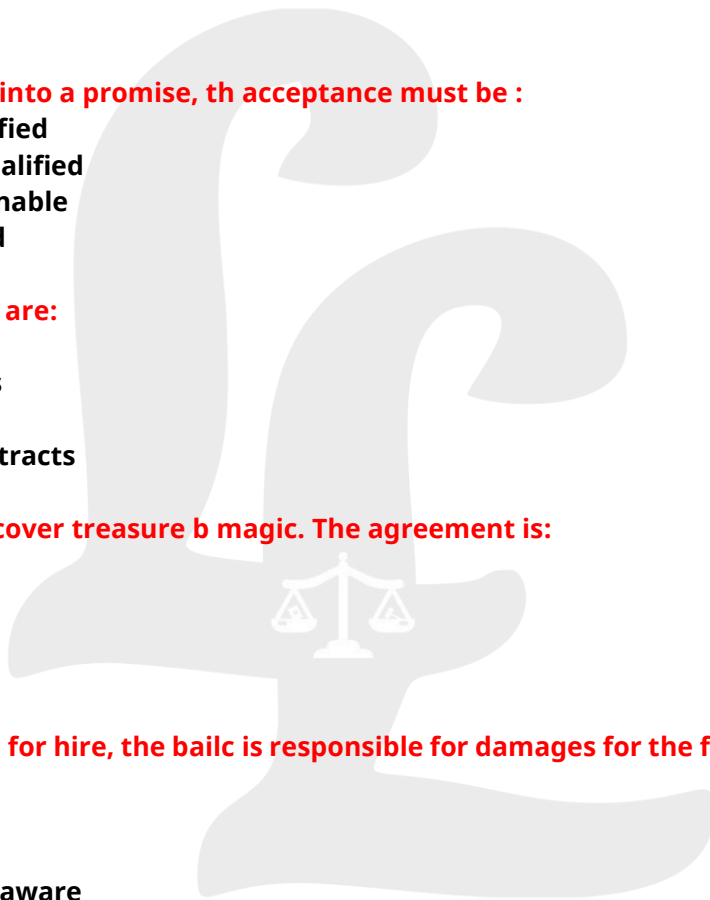 into a promise, th acceptance must be :
fied
alified
nable
d
are:
s
tracts
cover treasure b magic. The agreement is:
for hire, the bailc is responsible for damages for the f
aware